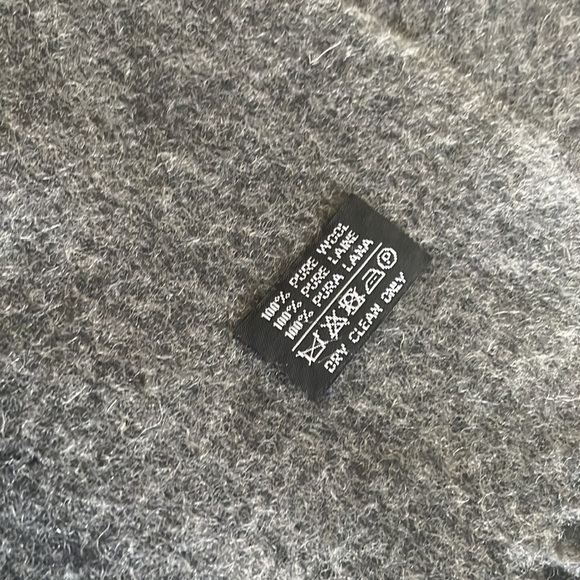 100% PURE WOOL
100% PURE LAINE
100% PURA LANA
P
DRY CLEAN ONLY